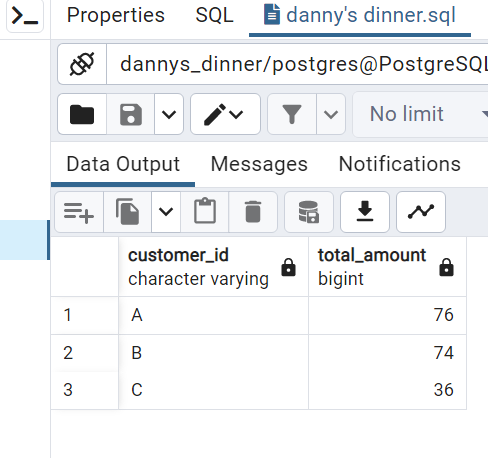 Properties SQL danny's dinner.sql
dannys_dinner/postgres@PostgreSQL
No limit
Data Output Messages Notifications
customer_id total_amount
character varying bigint
1 A 76
2 B 74
3 C 36